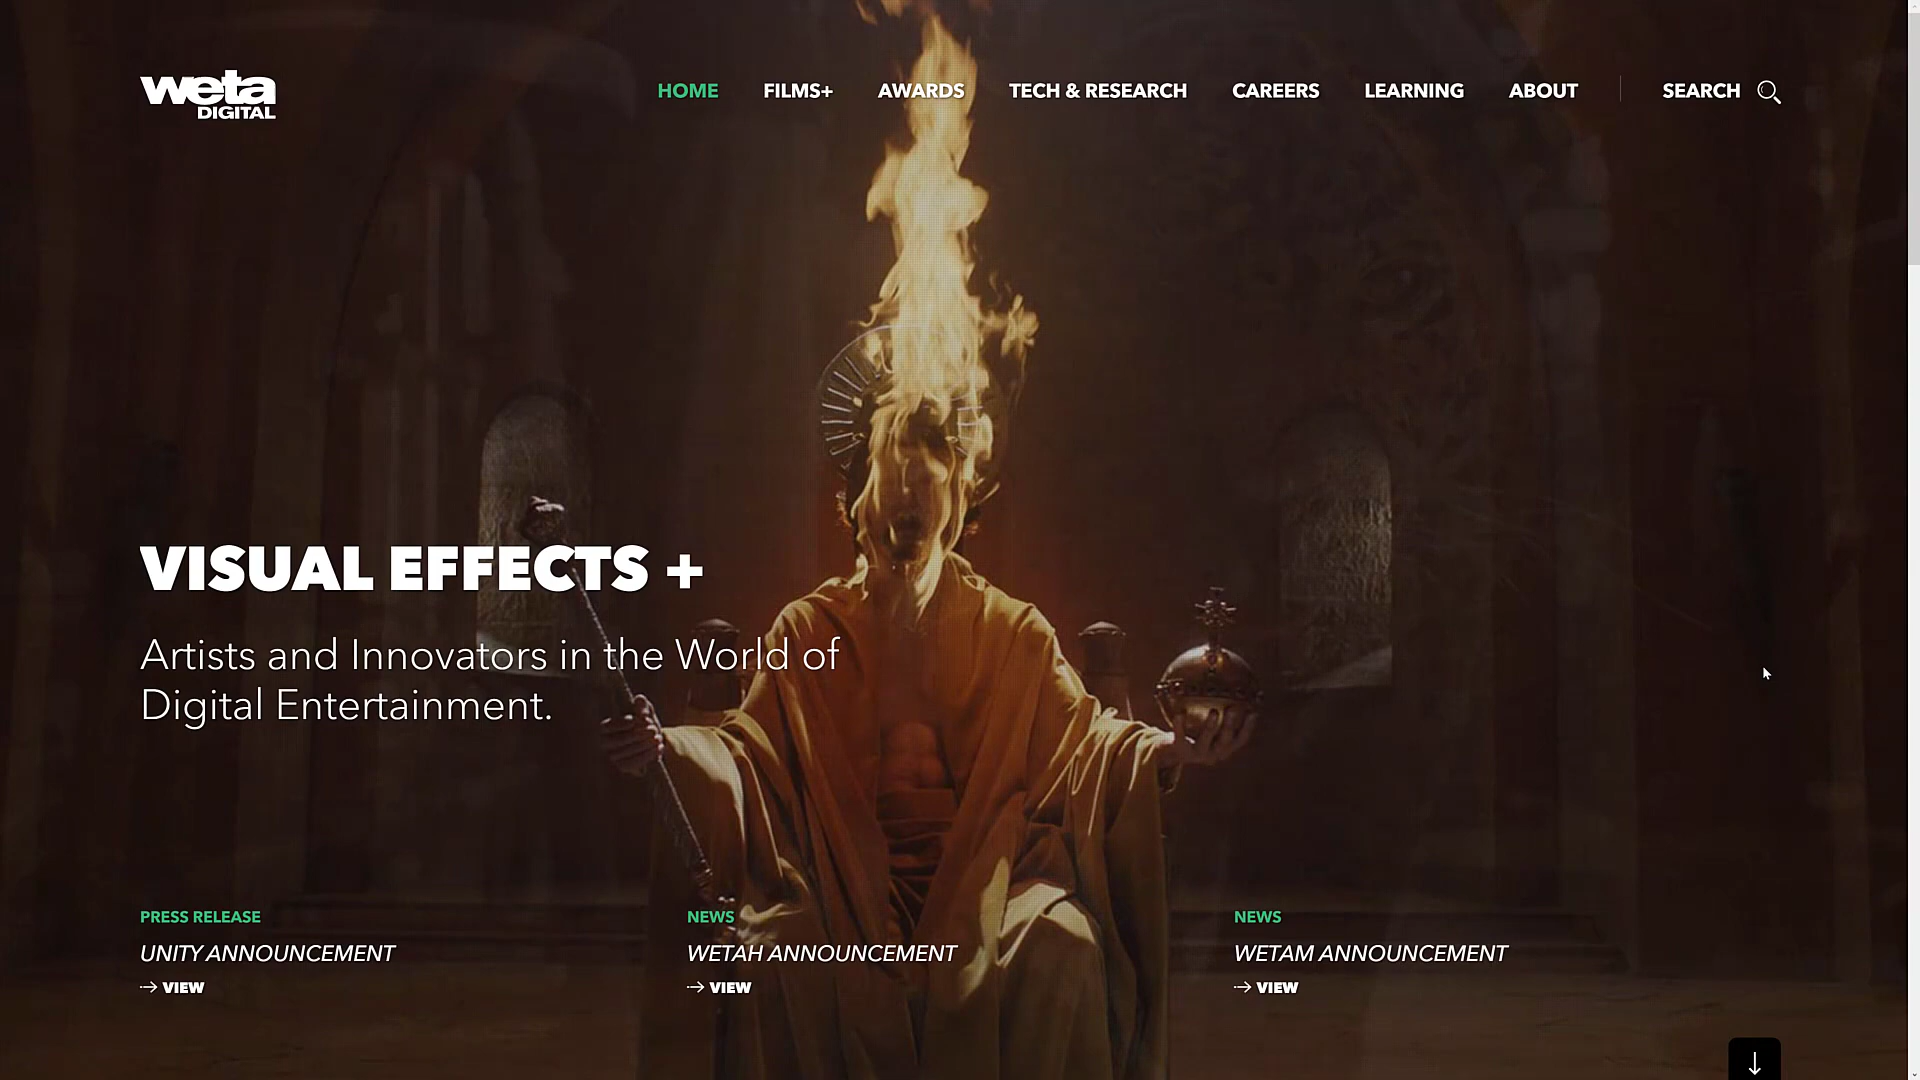 weta
DIGITAL
HOME
FILMS+
AWARDS
TECH & RESEARCH
CAREERS
LEARNING
ABOUT
SEARCH
VISUAL EFFECTS +
Artists and Innovators in the World of
Digital Entertainment.
PRESS RELEASE
UNITY ANNOUNCEMENT
VIEW
NEWS
WETAH ANNOUNCEMENT
VIEW
NEWS
WETAM ANNOUNCEMENT
VIEW